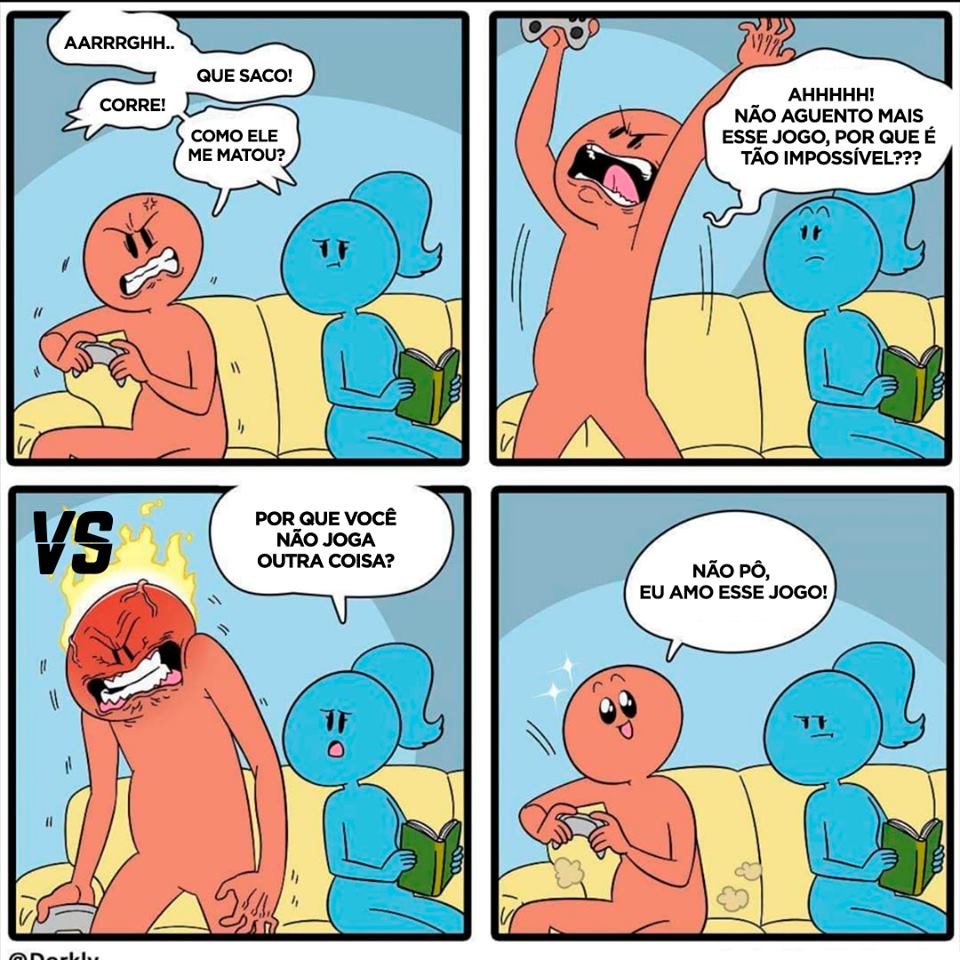 AARRRGHH..
QUE SACO!
CORRE!
COMO ELE
ME MATOU?
AHHHHH!
NÃO AGUENTO MAIS
ESSE JOGO, POR QUE É
TÃO IMPOSSÍVEL???
VS
POR QUE VOCÊ
NÃO JOGA
OUTRA COISA?
NÃO PÔ,
EU AMO ESSE JOGO!
@Dorkly